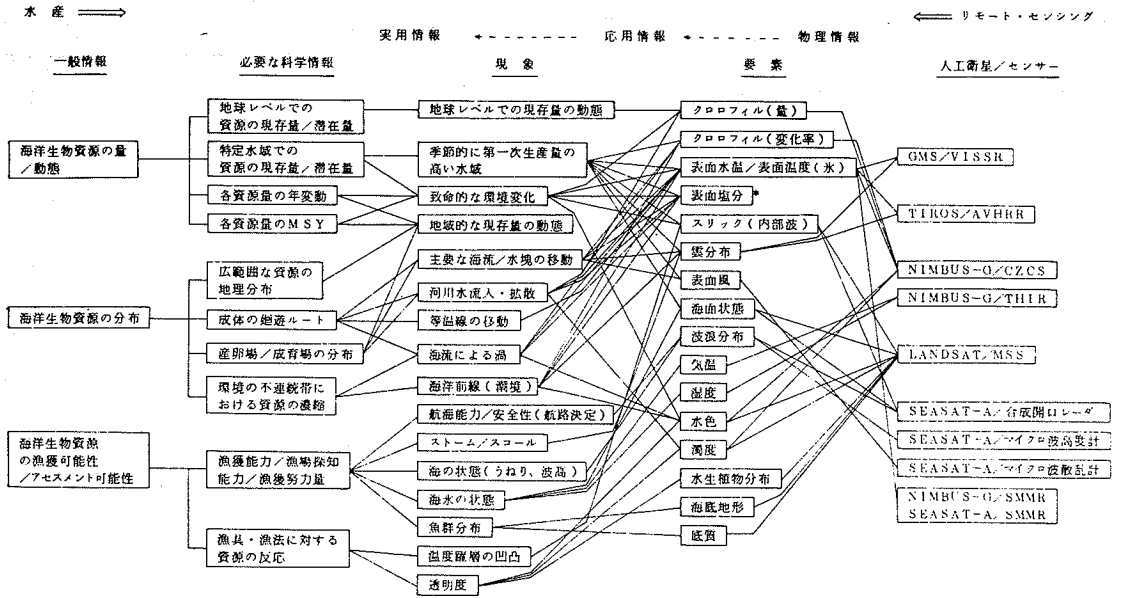 水産
リモート・センシング
実用情報
応用情報
物理情報
一般情報
必要な科学情報
現象
要素
人工衛星/センサー
海洋生物資源の量
/動態
海洋生物資源の分布
海洋生物資源
の漁獲可能性
/アセスメント可能性
地球レベルでの
資源の現存量/潜在量
特定水域での
資源の現存量/潜在量
各資源量の年変動
各資源量のMSY
広範囲な資源の
地理分布
成体の廻遊ルート
産卵場/成育場の分布
環境の不連続帯に
おける資源の濃縮
漁獲能力/漁場探知
能力/漁獲努力量
漁具・漁法に対する
資源の反応
地球レベルでの現存量の動態
季節的に第一次生産量の
高い水域
致命的な環境変化
地域的な現存量の動態
主要な海流/水塊の移動
河川水流入・拡散
等温線の移動
海流による渦
海洋前線(潮境)
航海能力/安全性(航路決定)
ストーム/スコール
海の状態(うねり、波高)
海氷の状態
魚群分布
温度躍層の凹凸
透明度
クロロフィル(量)
クロロフィル(変化率)
表面水温/表面温度(氷)
表面塩分*
スリック(内部波)
雲分布
表面風
海面状態
波浪分布
気温
湿度
水色
濁度
水生植物分布
海底地形
底質
GMS/VISSR
TIROS/AVHRR
NIMBUS-G/CZCS
NIMBUS-G/THIR
LANDSAT/MSS
SEASAT-A/合成開口レーダ
SEASAT-A/マイクロ波高度計
SEASAT-A/マイクロ波散乱計
NIMBUS-G/SMMR
SEASAT-A/SMMR